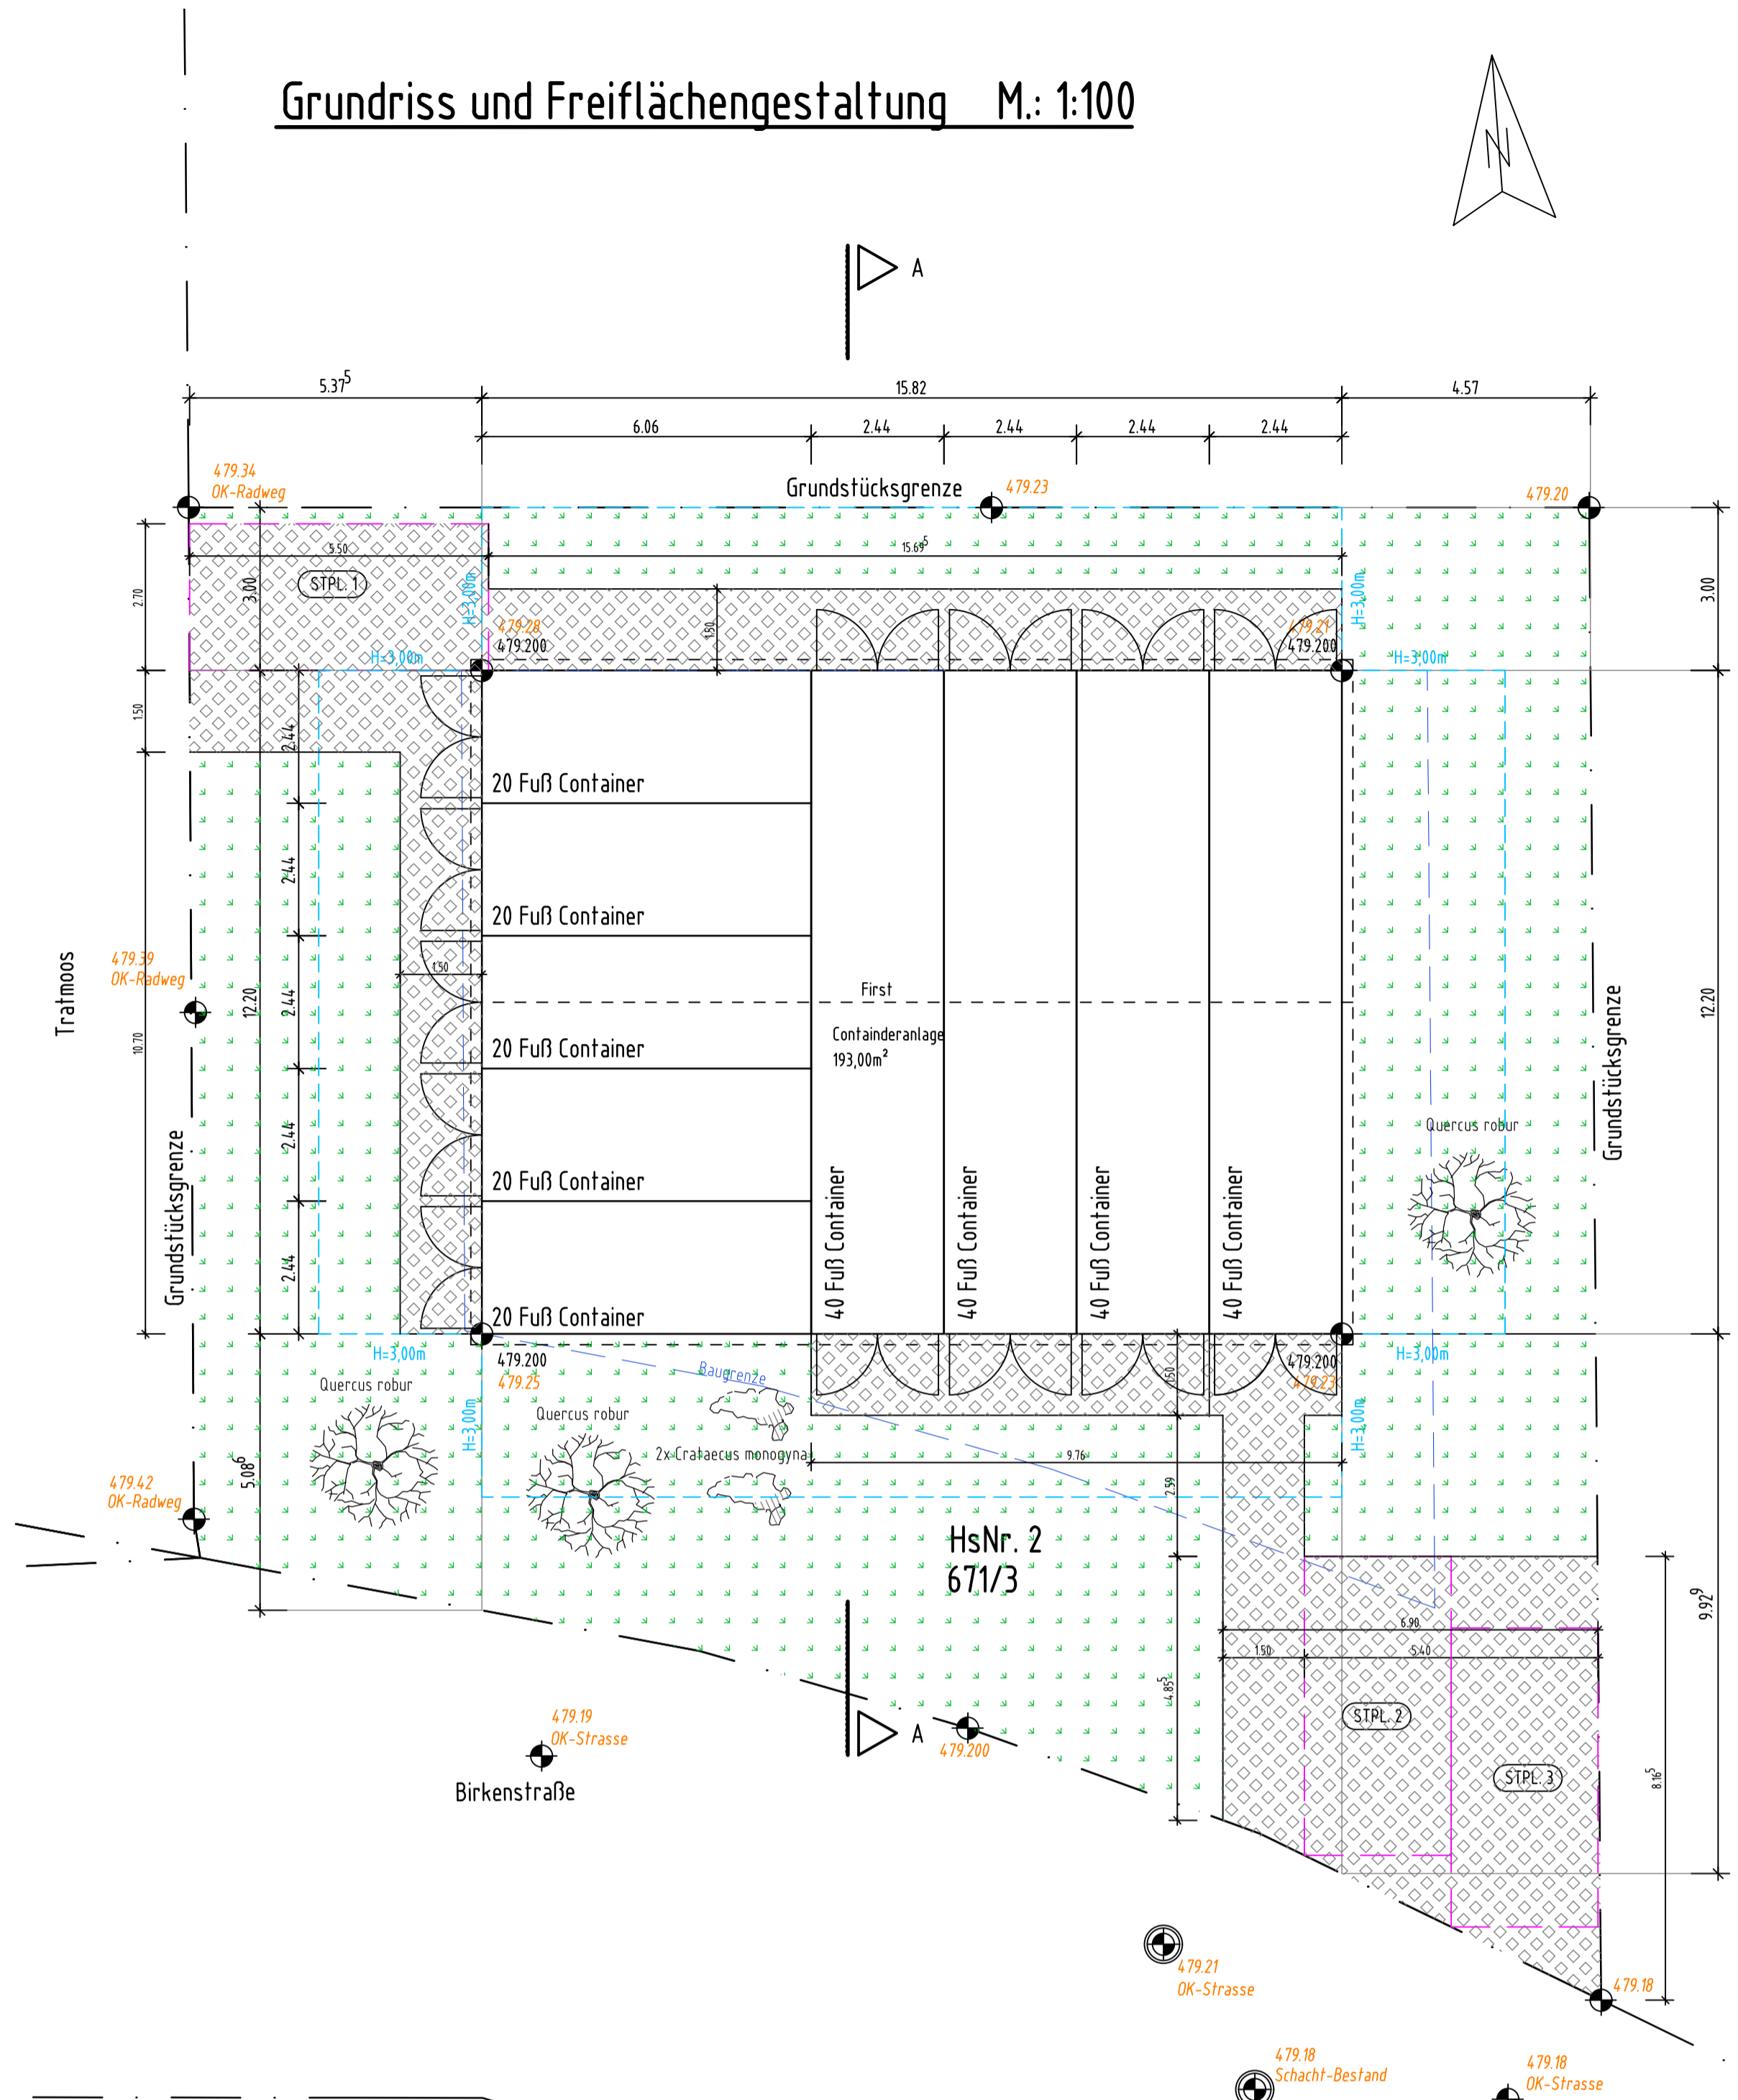 Grundriss und Freiflächengestaltung M.: 1:100
N
A
5.37⁵
15.82
4.57
6.06
2.44
2.44
2.44
2.44
479.34
OK-Radweg
Grundstücksgrenze
479.23
479.20
5.50
15.69⁵
STPL. 1
3.00
2.70
H=3,00m
H=3,00m
3.00
1.50
479.28
479.200
479.21
479.200
H=3,00m
H=3,00m
1.50
2.44
20 Fuß Container
2.44
20 Fuß Container
479.39
OK-Radweg
Tratmoos
1.50
12.20
2.44
10.70
First
Containderanlage
193,00m²
12.20
Grundstücksgrenze
20 Fuß Container
2.44
Quercus robur
Grundstücksgrenze
20 Fuß Container
40 Fuß Container
40 Fuß Container
40 Fuß Container
40 Fuß Container
2.44
20 Fuß Container
H=3,00m
479.200
479.25
Baugrenze
1.50
479.200
479.23
H=3,00m
Quercus robur
Quercus robur
H=3,00m
H=3,00m
2x Crataecus monogyna
9.76
5.08⁶
479.42
OK-Radweg
2.59
HsNr. 2
671/3
9.92⁹
6.90
1.50
5.40
4.85⁵
STPL. 2
479.19
OK-Strasse
A
479.200
STPL. 3
8.16⁵
Birkenstraße
479.21
OK-Strasse
479.18
479.18
Schacht-Bestand
479.18
OK-Strasse